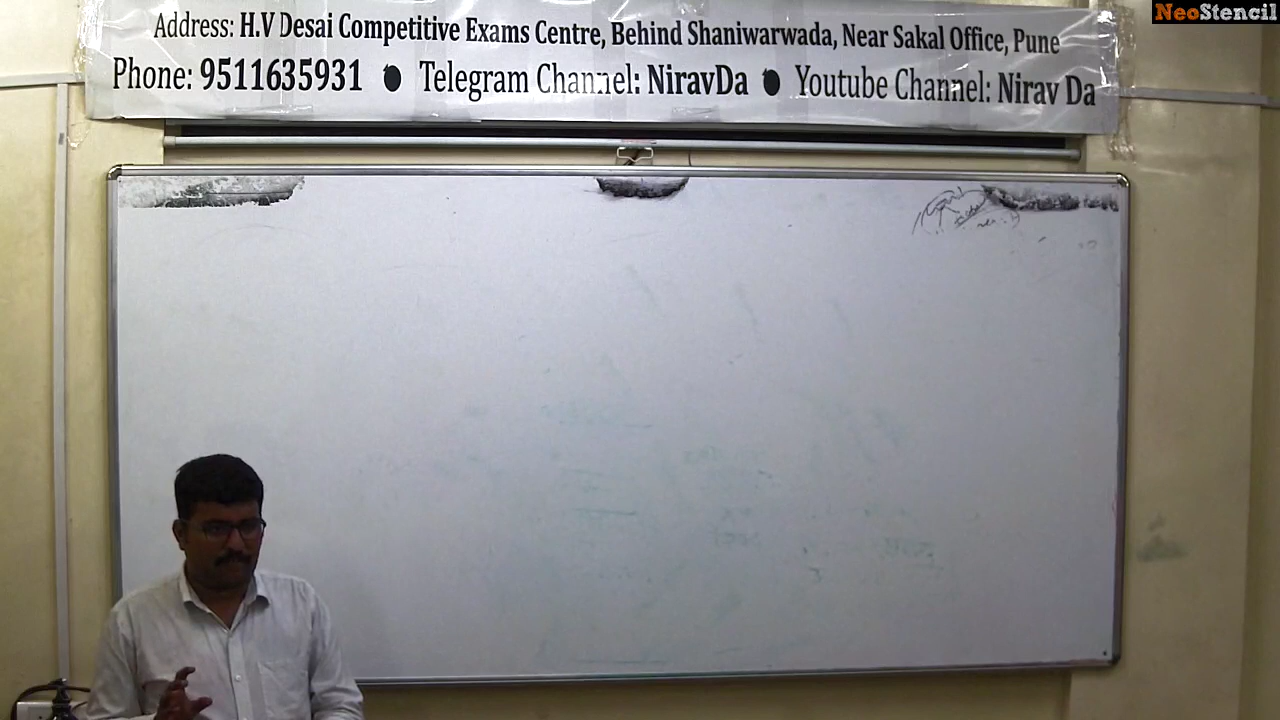 NeoStencil
Address: H.V Desai Competitive Exams Centre, Behind Shaniwarwada, Near Sakal Office, Pune
Phone: 9511635931 ● Telegram Channel: NiravDa ● Youtube Channel: Nirav Da